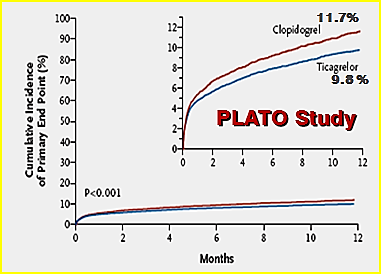 11.7%
Clopidogrel
Ticagrelor
9.8%
PLATO Study
12
10
8
6
4
2
0
0 2 4 6 8 10 12
Cumulative Incidence
of Primary End Point (%)
100
90
80
70
60
50
40
30
20
10
0
P<0.001
0 2 4 6 8 10 12
Months